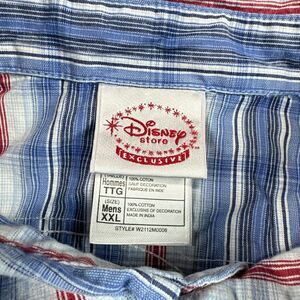 Disney
store
EXCLUSIVE
Hommes
TTG
100% COTON
SAUF DECORATION
FABRIQUE EN INDE
(SIZE)
Mens
XXL
100% COTTON
EXCLUSIVE OF DECORATION
MADE IN INDIA
STYLE# W2112M0006